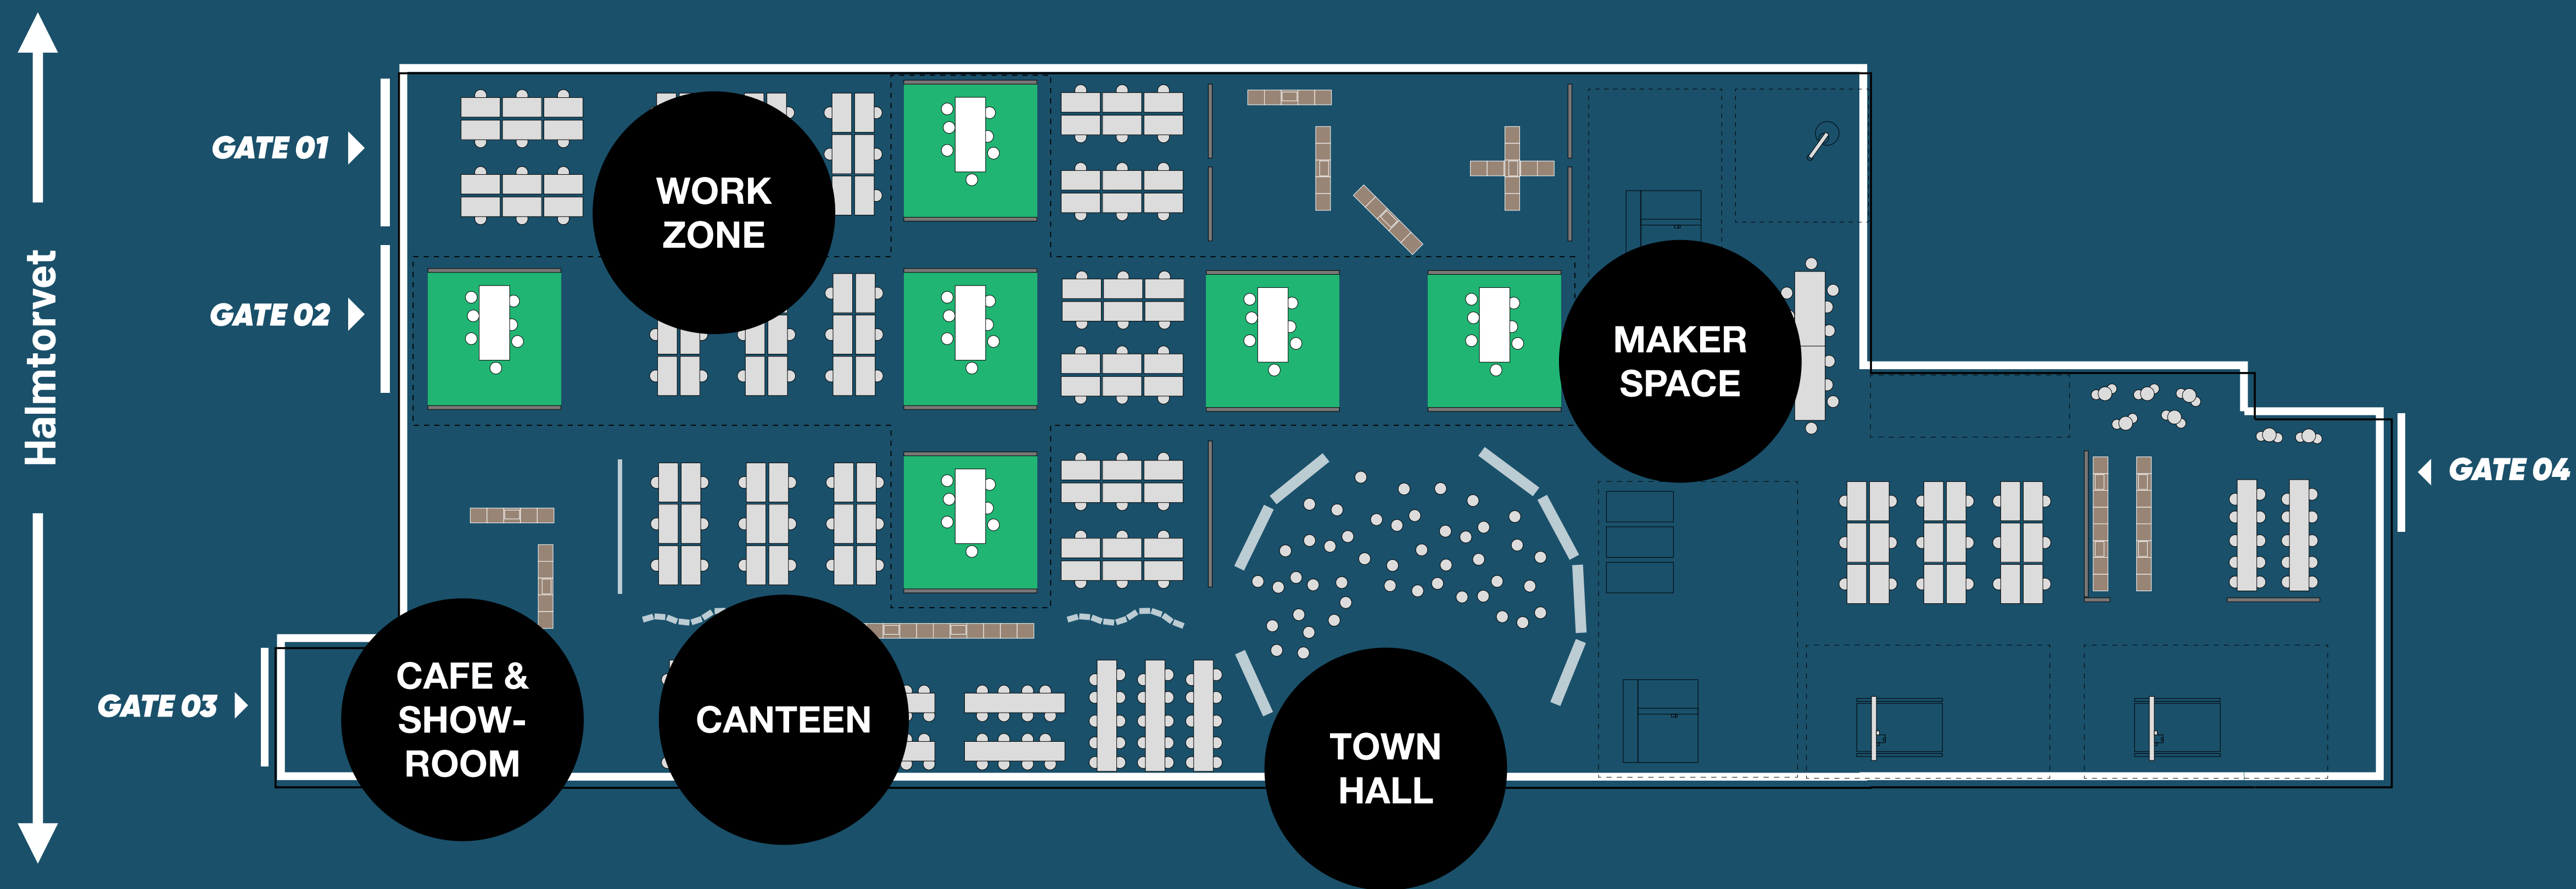 Halmtorvet
GATE 01
GATE 02
GATE 03
WORK
ZONE
MAKER
SPACE
CAFE &
SHOW-
ROOM
CANTEEN
TOWN
HALL
GATE 04